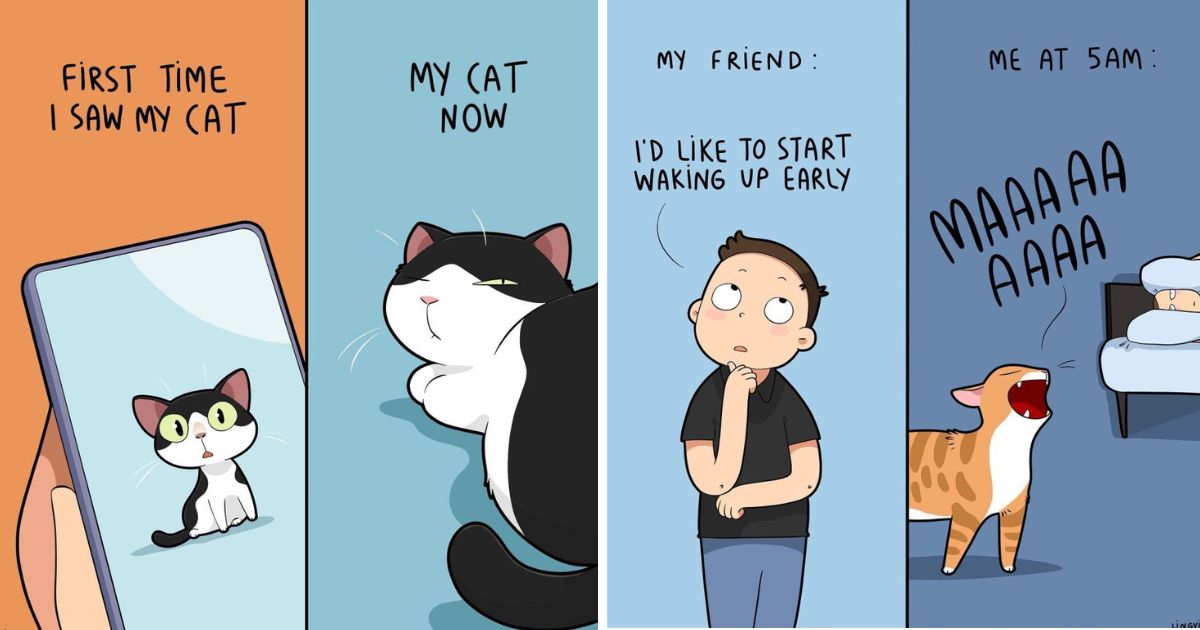 FIRST TIME
I SAW MY CAT
MY CAT
NOW
MY FRIEND:
I'D LIKE TO START
WAKING UP EARLY
ME AT 5AM:
MAAAAA
AAAA